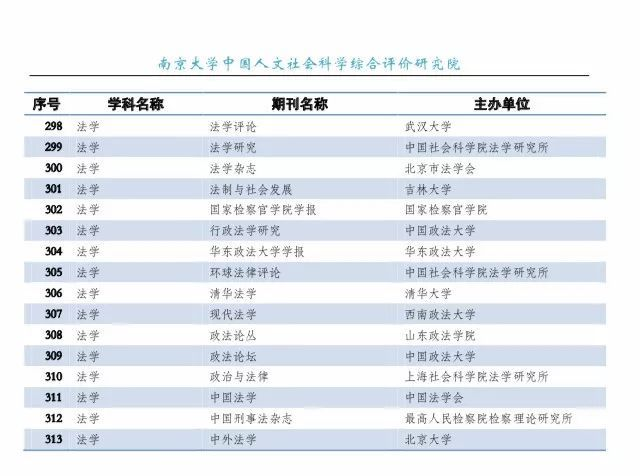 南京大学中国人文社会科学综合评价研究院
序号 学科名称 期刊名称 主办单位
298 法学 法学评论 武汉大学
299 法学 法学研究 中国社会科学院法学研究所
300 法学 法学杂志 北京市法学会
301 法学 法制与社会发展 吉林大学
302 法学 国家检察官学院学报 国家检察官学院
303 法学 行政法学研究 中国政法大学
304 法学 华东政法大学学报 华东政法大学
305 法学 环球法律评论 中国社会科学院法学研究所
306 法学 清华法学 清华大学
307 法学 现代法学 西南政法大学
308 法学 政法论丛 山东政法学院
309 法学 政法论坛 中国政法大学
310 法学 政治与法律 上海社会科学院法学研究所
311 法学 中国法学 中国法学会
312 法学 中国刑事法杂志 最高人民检察院检察理论研究所
313 法学 中外法学 北京大学